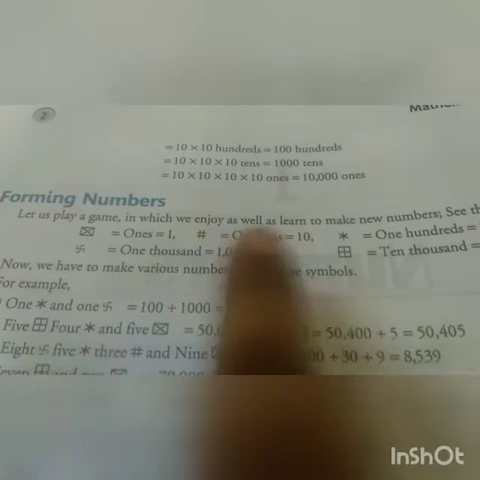 2
= 10 × 10 hundreds = 100 hundreds
= 10 × 10 × 10 tens = 1000 tens
= 10 × 10 × 10 × 10 ones = 10,000 ones
Forming Numbers
Let us play a game, in which we enjoy as well as learn to make new numbers; See
☒ = Ones = 1, # = = 10, * = One hundreds =
卐 = One thousand = 1,0 田 = Ten thousand =
Now, we have to make various symbols.
For example,
One * and one 卐 = 100 + 1000 =
Five 田 Four * and five ☒ = 50,400 + 5 = 50,405
Eight 卐 five * three # and Nine + 30 + 9 = 8,539
InShOt